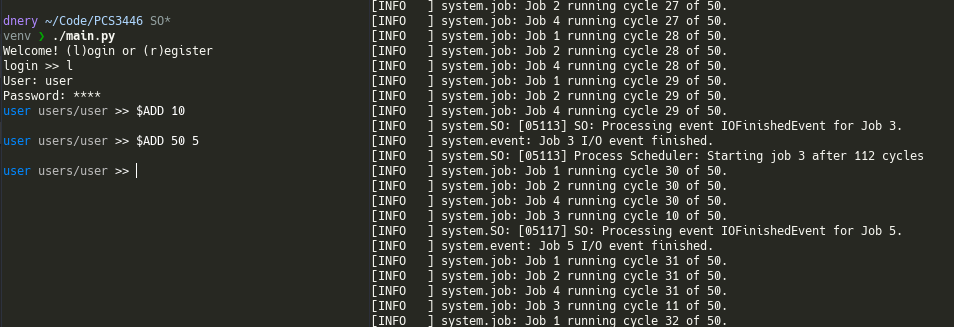 dnery ~/Code/PCS3446 SO*
venv ❯ ./main.py
Welcome! (l)ogin or (r)egister
login >> l
User: user
Password: ****
user users/user >> $ADD 10
user users/user >> $ADD 50 5
user users/user >>
[INFO   ] system.job: Job 2 running cycle 27 of 50.
[INFO   ] system.job: Job 4 running cycle 27 of 50.
[INFO   ] system.job: Job 1 running cycle 28 of 50.
[INFO   ] system.job: Job 2 running cycle 28 of 50.
[INFO   ] system.job: Job 4 running cycle 28 of 50.
[INFO   ] system.job: Job 1 running cycle 29 of 50.
[INFO   ] system.job: Job 2 running cycle 29 of 50.
[INFO   ] system.job: Job 4 running cycle 29 of 50.
[INFO   ] system.SO: [05113] SO: Processing event IOFinishedEvent for Job 3.
[INFO   ] system.event: Job 3 I/O event finished.
[INFO   ] system.SO: [05113] Process Scheduler: Starting job 3 after 112 cycles
[INFO   ] system.job: Job 1 running cycle 30 of 50.
[INFO   ] system.job: Job 2 running cycle 30 of 50.
[INFO   ] system.job: Job 4 running cycle 30 of 50.
[INFO   ] system.job: Job 3 running cycle 10 of 50.
[INFO   ] system.SO: [05117] SO: Processing event IOFinishedEvent for Job 5.
[INFO   ] system.event: Job 5 I/O event finished.
[INFO   ] system.job: Job 1 running cycle 31 of 50.
[INFO   ] system.job: Job 2 running cycle 31 of 50.
[INFO   ] system.job: Job 4 running cycle 31 of 50.
[INFO   ] system.job: Job 3 running cycle 11 of 50.
[INFO   ] system.job: Job 1 running cycle 32 of 50.